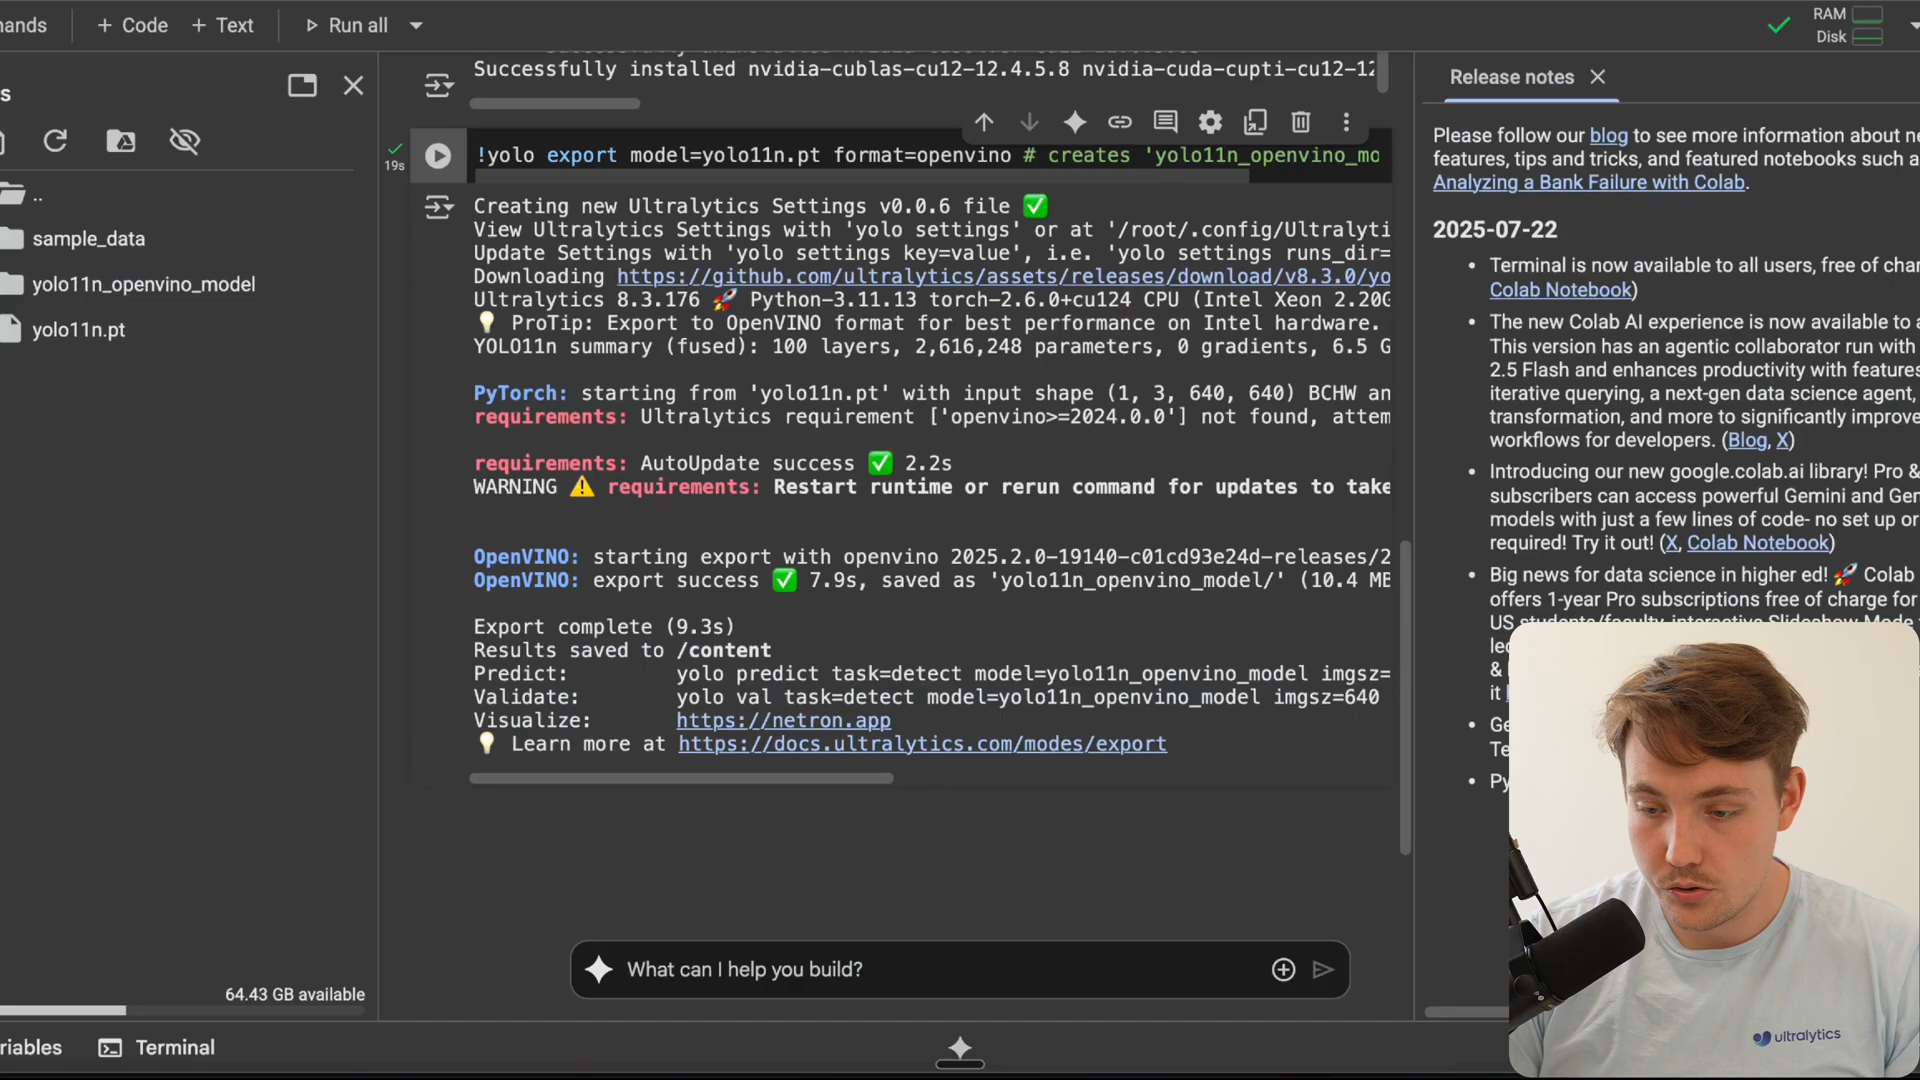 + Code
+ Text
Run all
RAM
Disk
Successfully installed nvidia-cublas-cu12-12.4.5.8 nvidia-cuda-cupti-cu12-12
19s
!yolo export model=yolo11n.pt format=openvino # creates 'yolo11n_openvino_mo
..
sample_data
yolo11n_openvino_model
yolo11n.pt
Creating new Ultralytics Settings v0.0.6 file ✅
View Ultralytics Settings with 'yolo settings' or at '/root/.config/Ultralyti
Update Settings with 'yolo settings key=value', i.e. 'yolo settings runs_dir=
Downloading https://github.com/ultralytics/assets/releases/download/v8.3.0/yo
Ultralytics 8.3.176 🚀 Python-3.11.13 torch-2.6.0+cu124 CPU (Intel Xeon 2.20G
💡 ProTip: Export to OpenVINO format for best performance on Intel hardware.
YOLO11n summary (fused): 100 layers, 2,616,248 parameters, 0 gradients, 6.5 G
PyTorch: starting from 'yolo11n.pt' with input shape (1, 3, 640, 640) BCHW an
requirements: Ultralytics requirement ['openvino>=2024.0.0'] not found, attem
requirements: AutoUpdate success ✅ 2.2s
WARNING ⚠️ requirements: Restart runtime or rerun command for updates to take
OpenVINO: starting export with openvino 2025.2.0-19140-c01cd93e24d-releases/2
OpenVINO: export success ✅ 7.9s, saved as 'yolo11n_openvino_model/' (10.4 MB
Export complete (9.3s)
Results saved to /content
Predict: yolo predict task=detect model=yolo11n_openvino_model imgsz=
Validate: yolo val task=detect model=yolo11n_openvino_model imgsz=640
Visualize: https://netron.app
💡 Learn more at https://docs.ultralytics.com/modes/export
What can I help you build?
64.43 GB available
Terminal
Release notes
Please follow our blog to see more information about ne
features, tips and tricks, and featured notebooks such a
Analyzing a Bank Failure with Colab.
2025-07-22
• Terminal is now available to all users, free of char
Colab Notebook)
• The new Colab AI experience is now available to a
This version has an agentic collaborator run with
2.5 Flash and enhances productivity with features
iterative querying, a next-gen data science agent,
transformation, and more to significantly improve
workflows for developers. (Blog, X)
• Introducing our new google.colab.ai library! Pro &
subscribers can access powerful Gemini and Ger
models with just a few lines of code- no set up or
required! Try it out! (X, Colab Notebook)
• Big news for data science in higher ed! 🚀 Colab
offers 1-year Pro subscriptions free of charge for
ultralytics